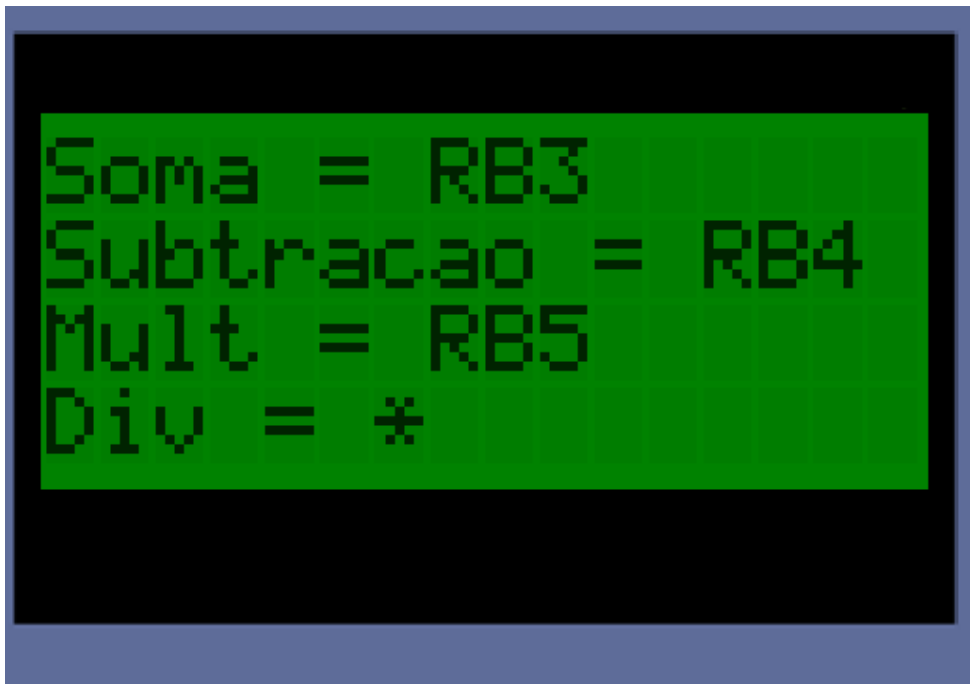 Soma = RB3
Subtracao = RB4
Mult = RB5
Div = *